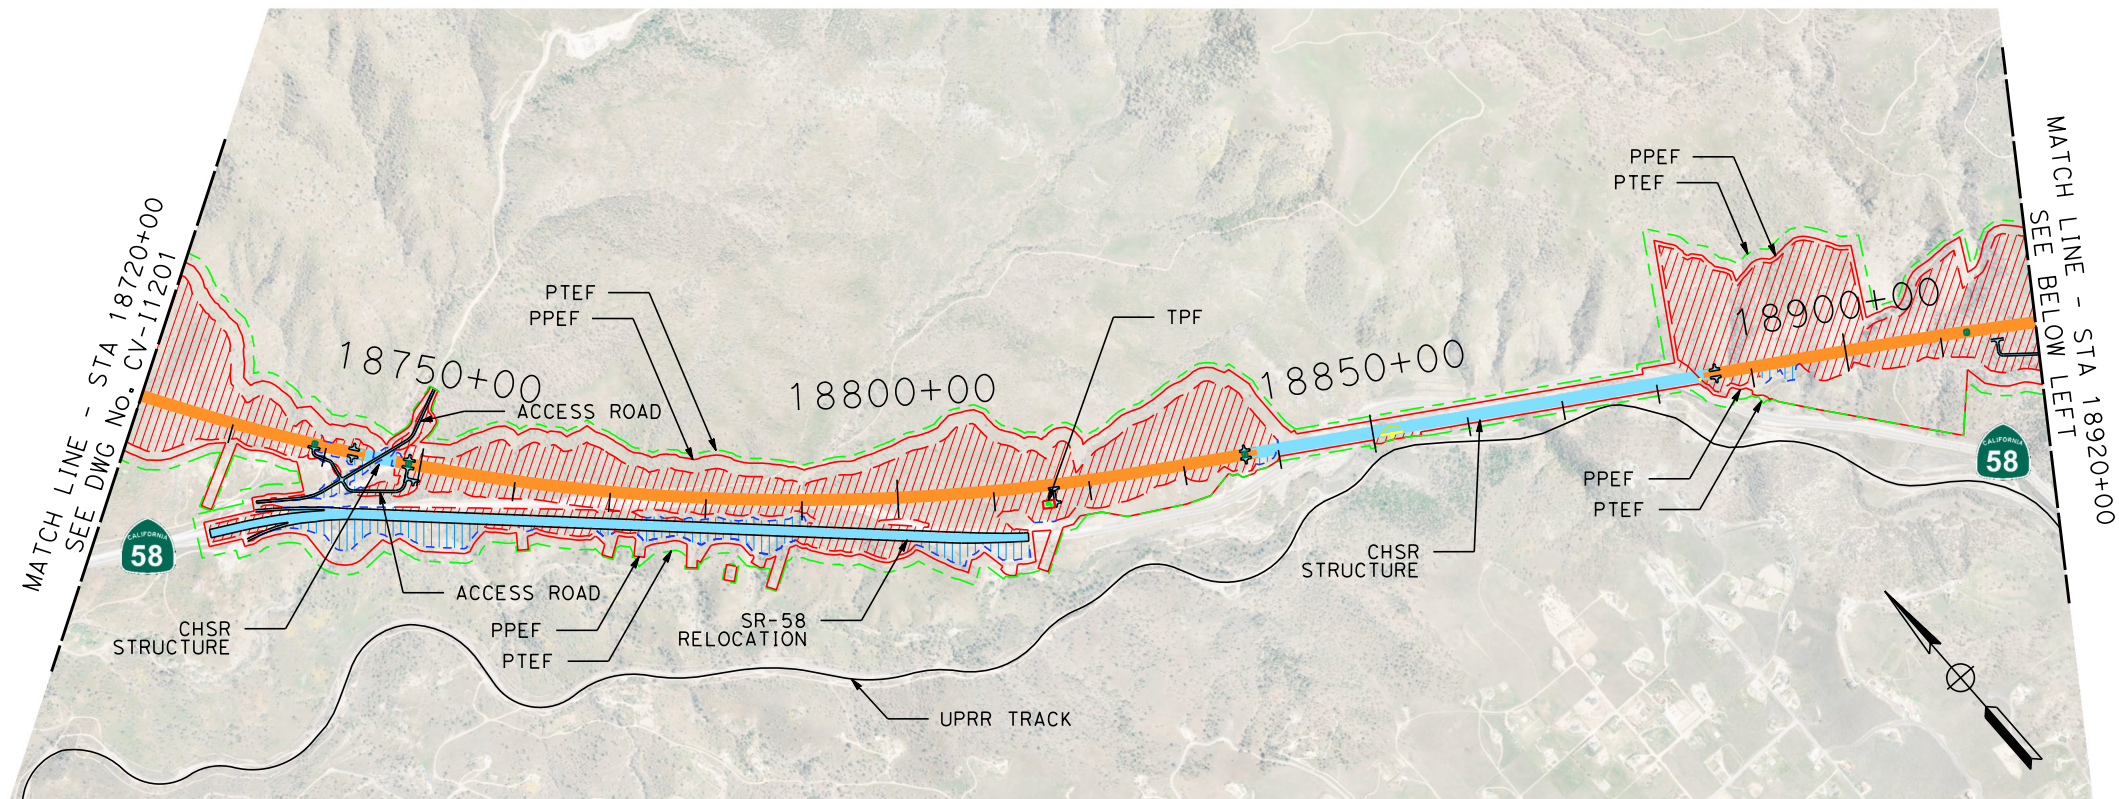 MATCH LINE - STA 18720+00
SEE DWG No. CV-I1201
PPEF
PTEF
MATCH LINE - STA 18920+00
SEE BELOW LEFT
18900+00
PTEF
PPEF
TPF
18750+00
18800+00
18850+00
ACCESS ROAD
CALIFORNIA
58
CALIFORNIA
58
PPEF
PTEF
CHSR
STRUCTURE
ACCESS ROAD
CHSR
STRUCTURE
PPEF
PTEF
SR-58
RELOCATION
UPRR TRACK